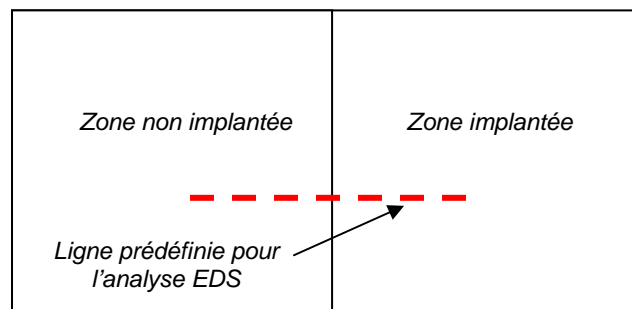 Zone non implantée
Zone implantée
Ligne prédéfinie pour
l'analyse EDS